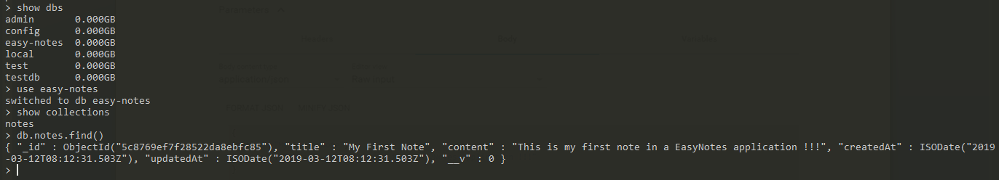 > show dbs
admin       0.000GB
config      0.000GB
easy-notes  0.000GB
local       0.000GB
test        0.000GB
testdb      0.000GB
> use easy-notes
switched to db easy-notes
> show collections
notes
> db.notes.find()
{ "_id" : ObjectId("5c8769ef7f28522da8ebfc85"), "title" : "My First Note", "content" : "This is my first note in a EasyNotes application !!!", "createdAt" : ISODate("2019
-03-12T08:12:31.503Z"), "updatedAt" : ISODate("2019-03-12T08:12:31.503Z"), "__v" : 0 }
>